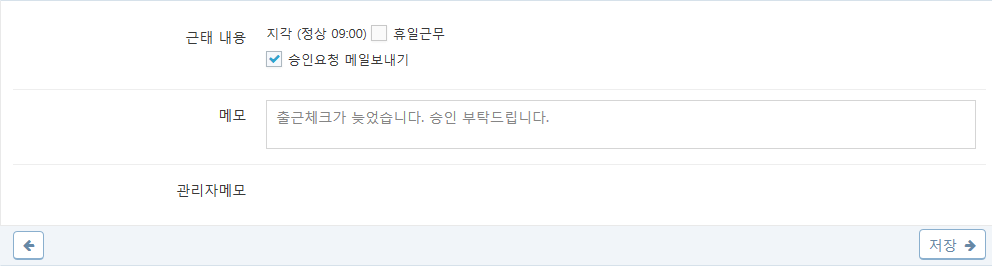 근태 내용
지각 (정상 09:00) 휴일근무
승인요청 메일보내기
메모
출근체크가 늦었습니다. 승인 부탁드립니다.
관리자메모
저장